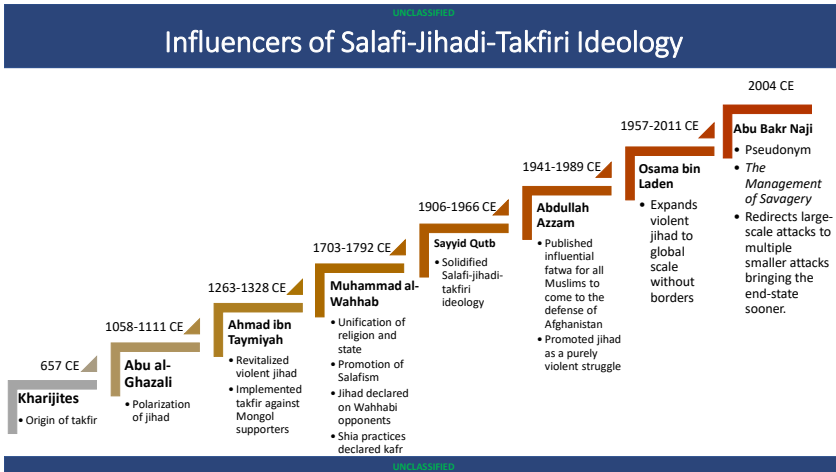 UNCLASSIFIED
Influencers of Salafi-Jihadi-Takfiri Ideology
657 CE
Kharijites
• Origin of takfir
1058-1111 CE
Abu al-
Ghazali
• Polarization
of jihad
1263-1328 CE
Ahmad ibn
Taymiyah
• Revitalized
violent jihad
• Implemented
takfir against
Mongol
supporters
1703-1792 CE
Muhammad al-
Wahhab
• Unification of
religion and
state
• Promotion of
Salafism
• Jihad declared
on Wahhabi
opponents
• Shia practices
declared kafr
1906-1966 CE
Sayyid Qutb
• Solidified
Salafi-jihadi-
takfiri
ideology
1941-1989 CE
Abdullah
Azzam
• Published
influential
fatwa for all
Muslims to
come to the
defense of
Afghanistan
• Promoted jihad
as a purely
violent struggle
1957-2011 CE
Osama bin
Laden
• Expands
violent
jihad to
global
scale
without
borders
2004 CE
Abu Bakr Naji
• Pseudonym
• The
Management
of Savagery
• Redirects large-
scale attacks to
multiple
smaller attacks
bringing the
end-state
sooner.
UNCLASSIFIED